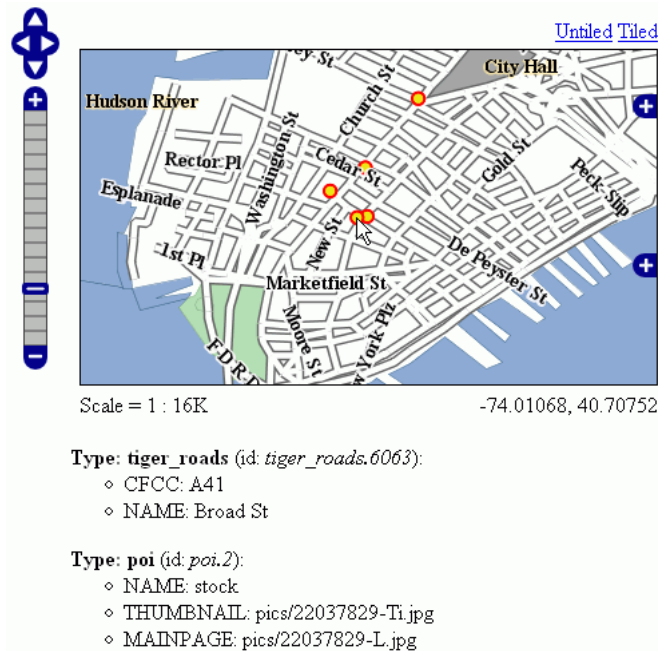 Untiled Tiled
ey-St
City Hall
Hudson River
Church St
Gold St
Rector Pl
Washington St
Cedar St
Peck-Slip
Esplanade
New St
1st Pl
De Peyster St
Marketfield St
Moore St
w York-Plz
F-D-R-D
Scale = 1 : 16K
-74.01068, 40.70752
Type: tiger_roads (id: tiger_roads.6063):
CFCC: A41
NAME: Broad St
Type: poi (id: poi.2):
NAME: stock
THUMBNAIL: pics/22037829-Ti.jpg
MAINPAGE: pics/22037829-L.jpg